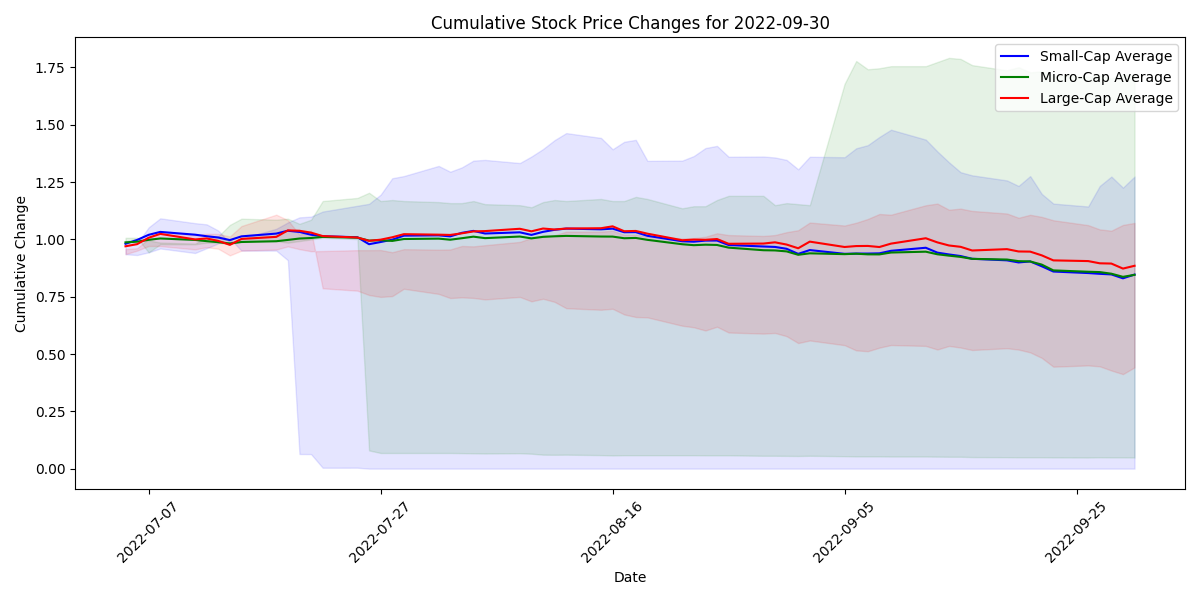 Cumulative Stock Price Changes for 2022-09-30
Small-Cap Average
Micro-Cap Average
Large-Cap Average
Cumulative Change
1.75
1.50
1.25
1.00
0.75
0.50
0.25
0.00
2022-07-07
2022-07-27
2022-08-16
2022-09-05
2022-09-25
Date